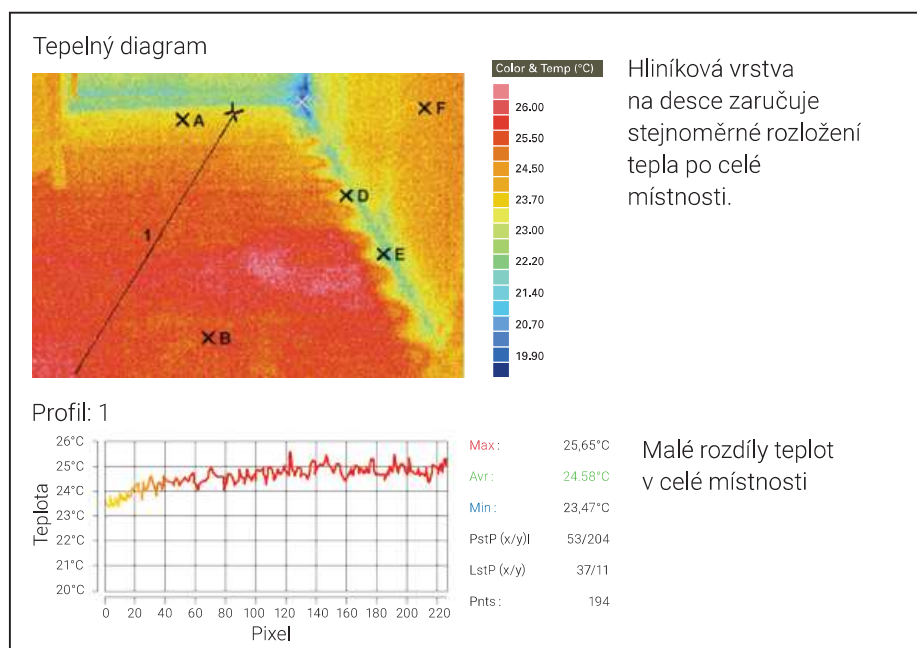 Tepelný diagram
A
F
D
1
E
B
Color & Temp (°C)
26.00
25.50
24.50
23.70
23.00
22.20
21.40
20,70
19.90
Hliníková vrstva
na desce zaručuje
stejnoměrné rozložení
tepla po celé
místnosti.
Profil: 1
Teplota
26°C
25°C
24°C
23°C
22°C
21°C
20°C
0 20 40 60 80 100 120 140 160 180 200 220
Pixel
Max : 25,65°C
Avr : 24.58°C
Min : 23,47°C
PstP (x/y)l 53/204
LstP (x/y) 37/11
Pnts : 194
Malé rozdíly teplot
v celé místnosti